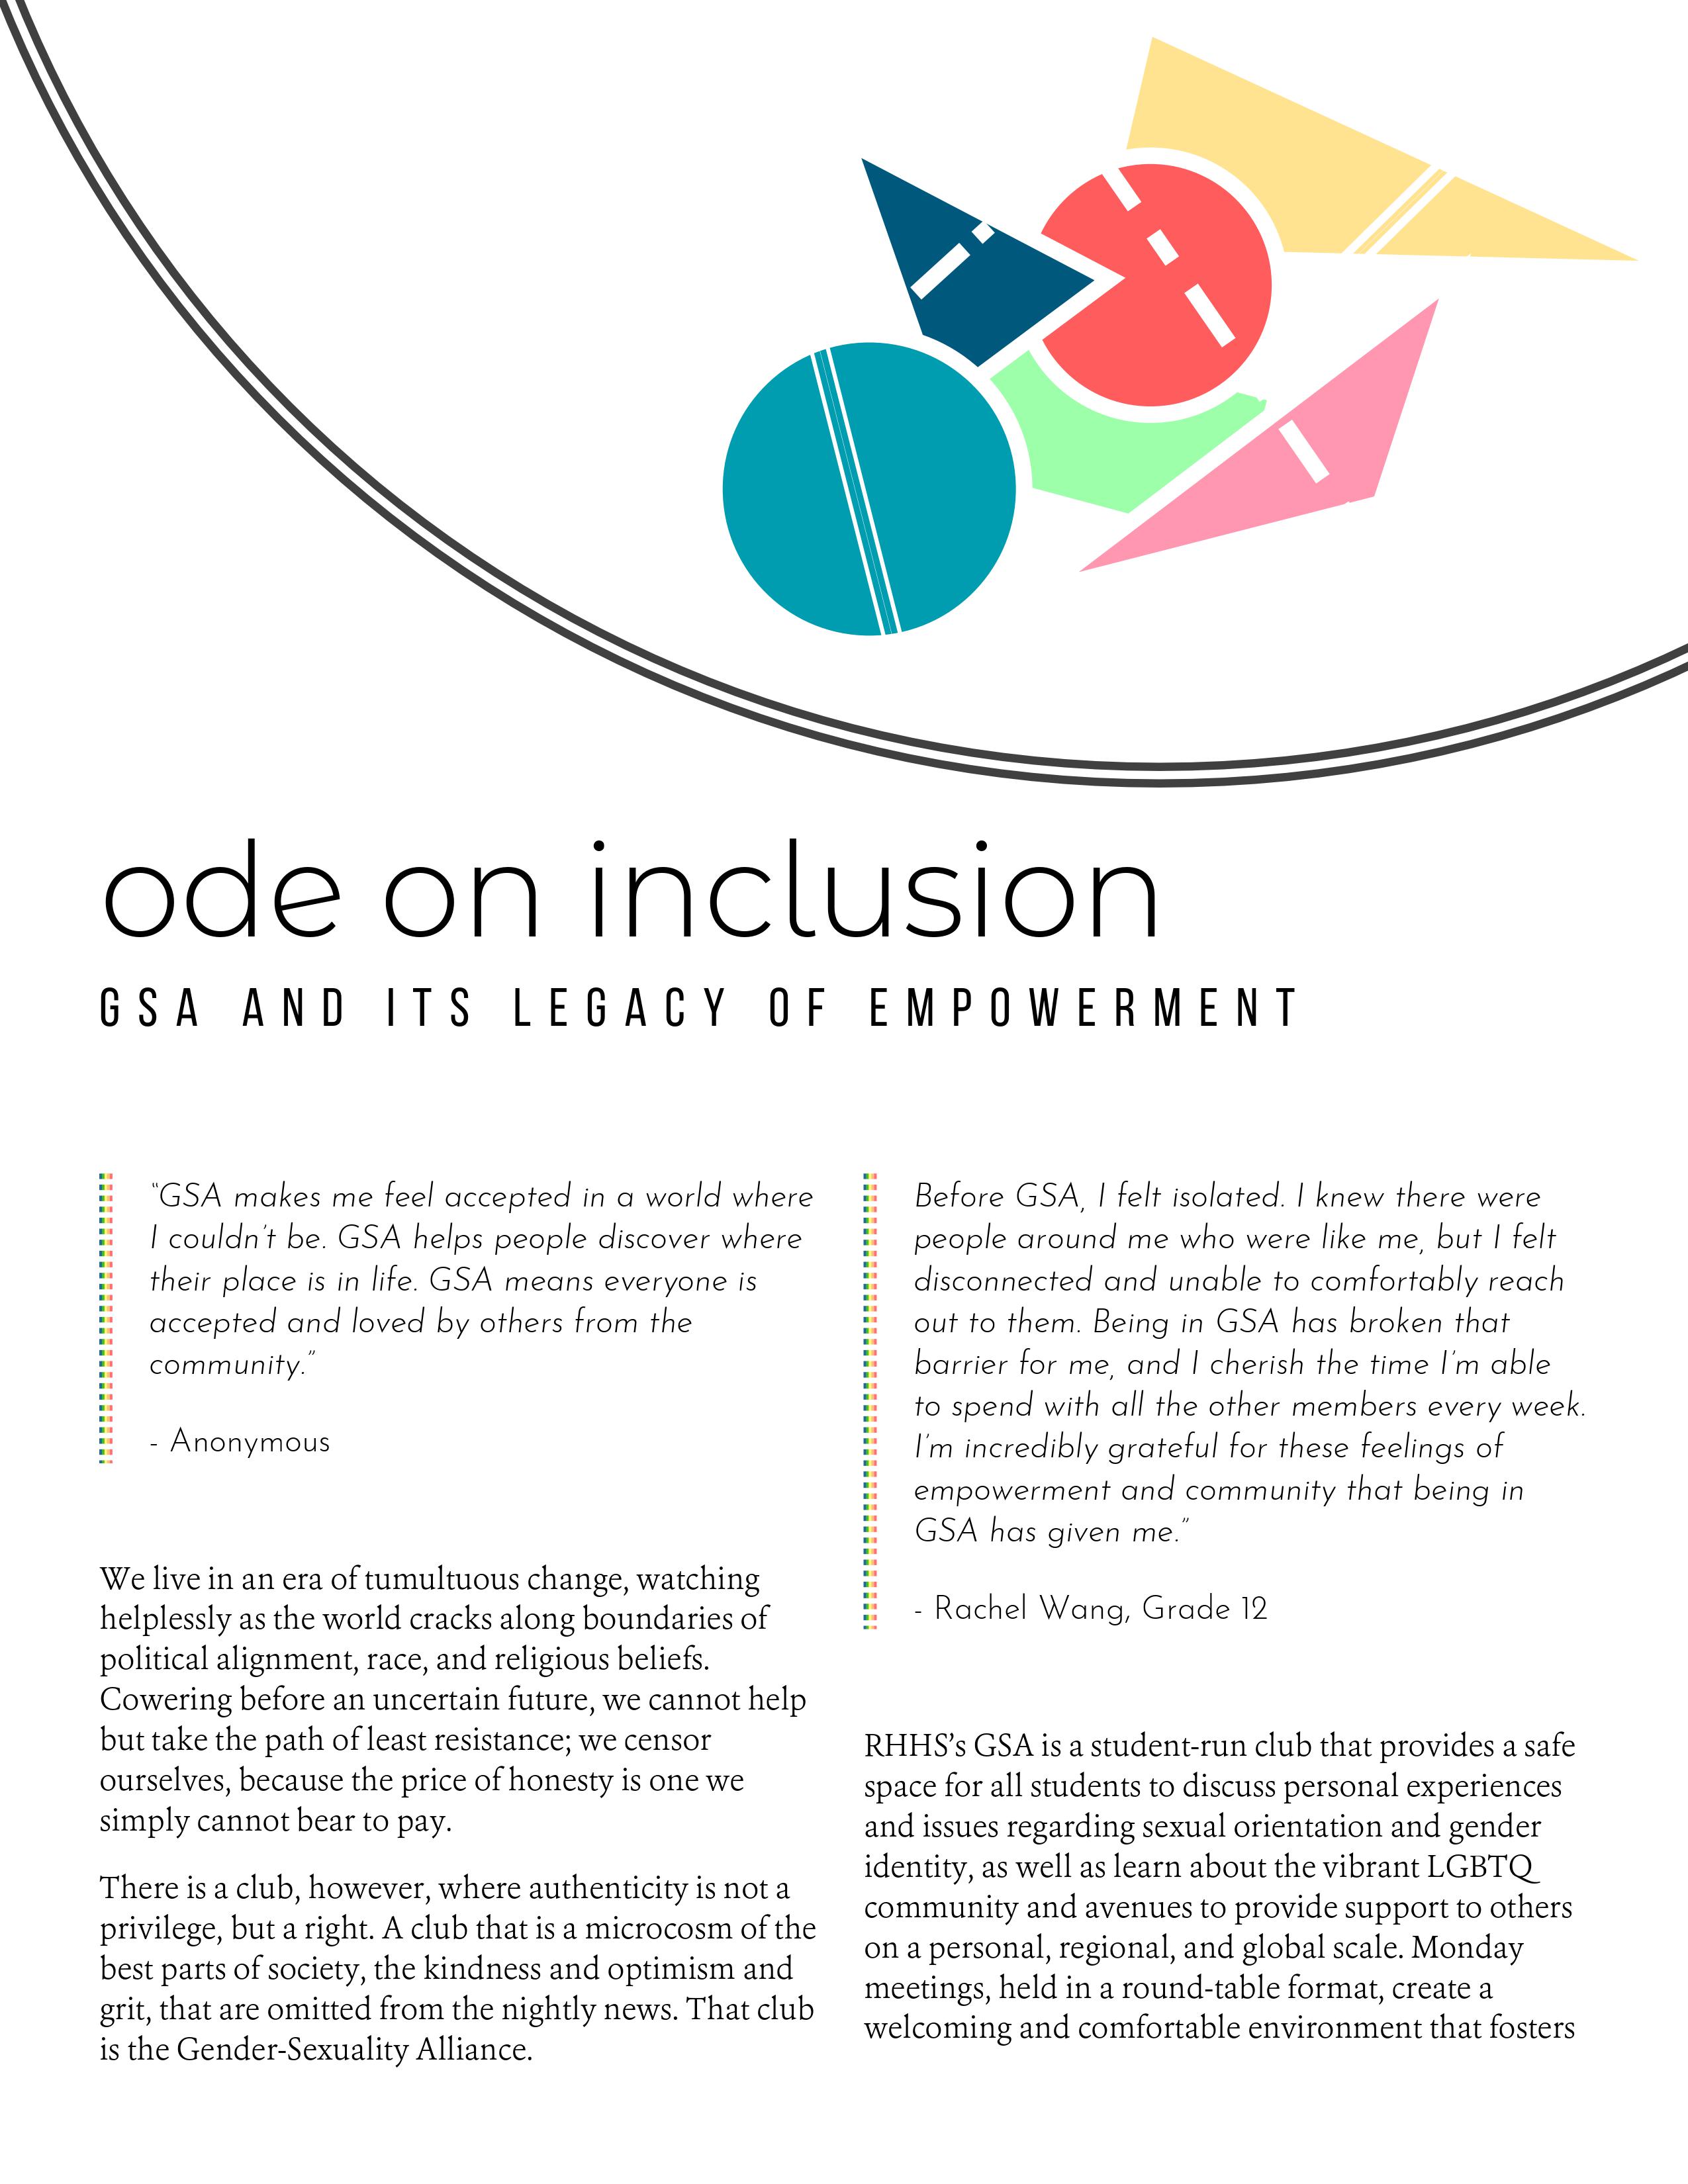 ode on inclusion
GSA AND ITS LEGACY OF EMPOWERMENT
“GSA makes me feel accepted in a world where
I couldn’t be. GSA helps people discover where
their place is in life. GSA means everyone is
accepted and loved by others from the
community.”
- Anonymous
We live in an era of tumultuous change, watching
helplessly as the world cracks along boundaries of
political alignment, race, and religious beliefs.
Cowering before an uncertain future, we cannot help
but take the path of least resistance; we censor
ourselves, because the price of honesty is one we
simply cannot bear to pay.
There is a club, however, where authenticity is not a
privilege, but a right. A club that is a microcosm of the
best parts of society, the kindness and optimism and
grit, that are omitted from the nightly news. That club
is the Gender-Sexuality Alliance.
Before GSA, I felt isolated. I knew there were
people around me who were like me, but I felt
disconnected and unable to comfortably reach
out to them. Being in GSA has broken that
barrier for me, and I cherish the time I’m able
to spend with all the other members every week.
I’m incredibly grateful for these feelings of
empowerment and community that being in
GSA has given me.”
- Rachel Wang, Grade 12
RHHS’s GSA is a student-run club that provides a safe
space for all students to discuss personal experiences
and issues regarding sexual orientation and gender
identity, as well as learn about the vibrant LGBTQ
community and avenues to provide support to others
on a personal, regional, and global scale. Monday
meetings, held in a round-table format, create a
welcoming and comfortable environment that fosters